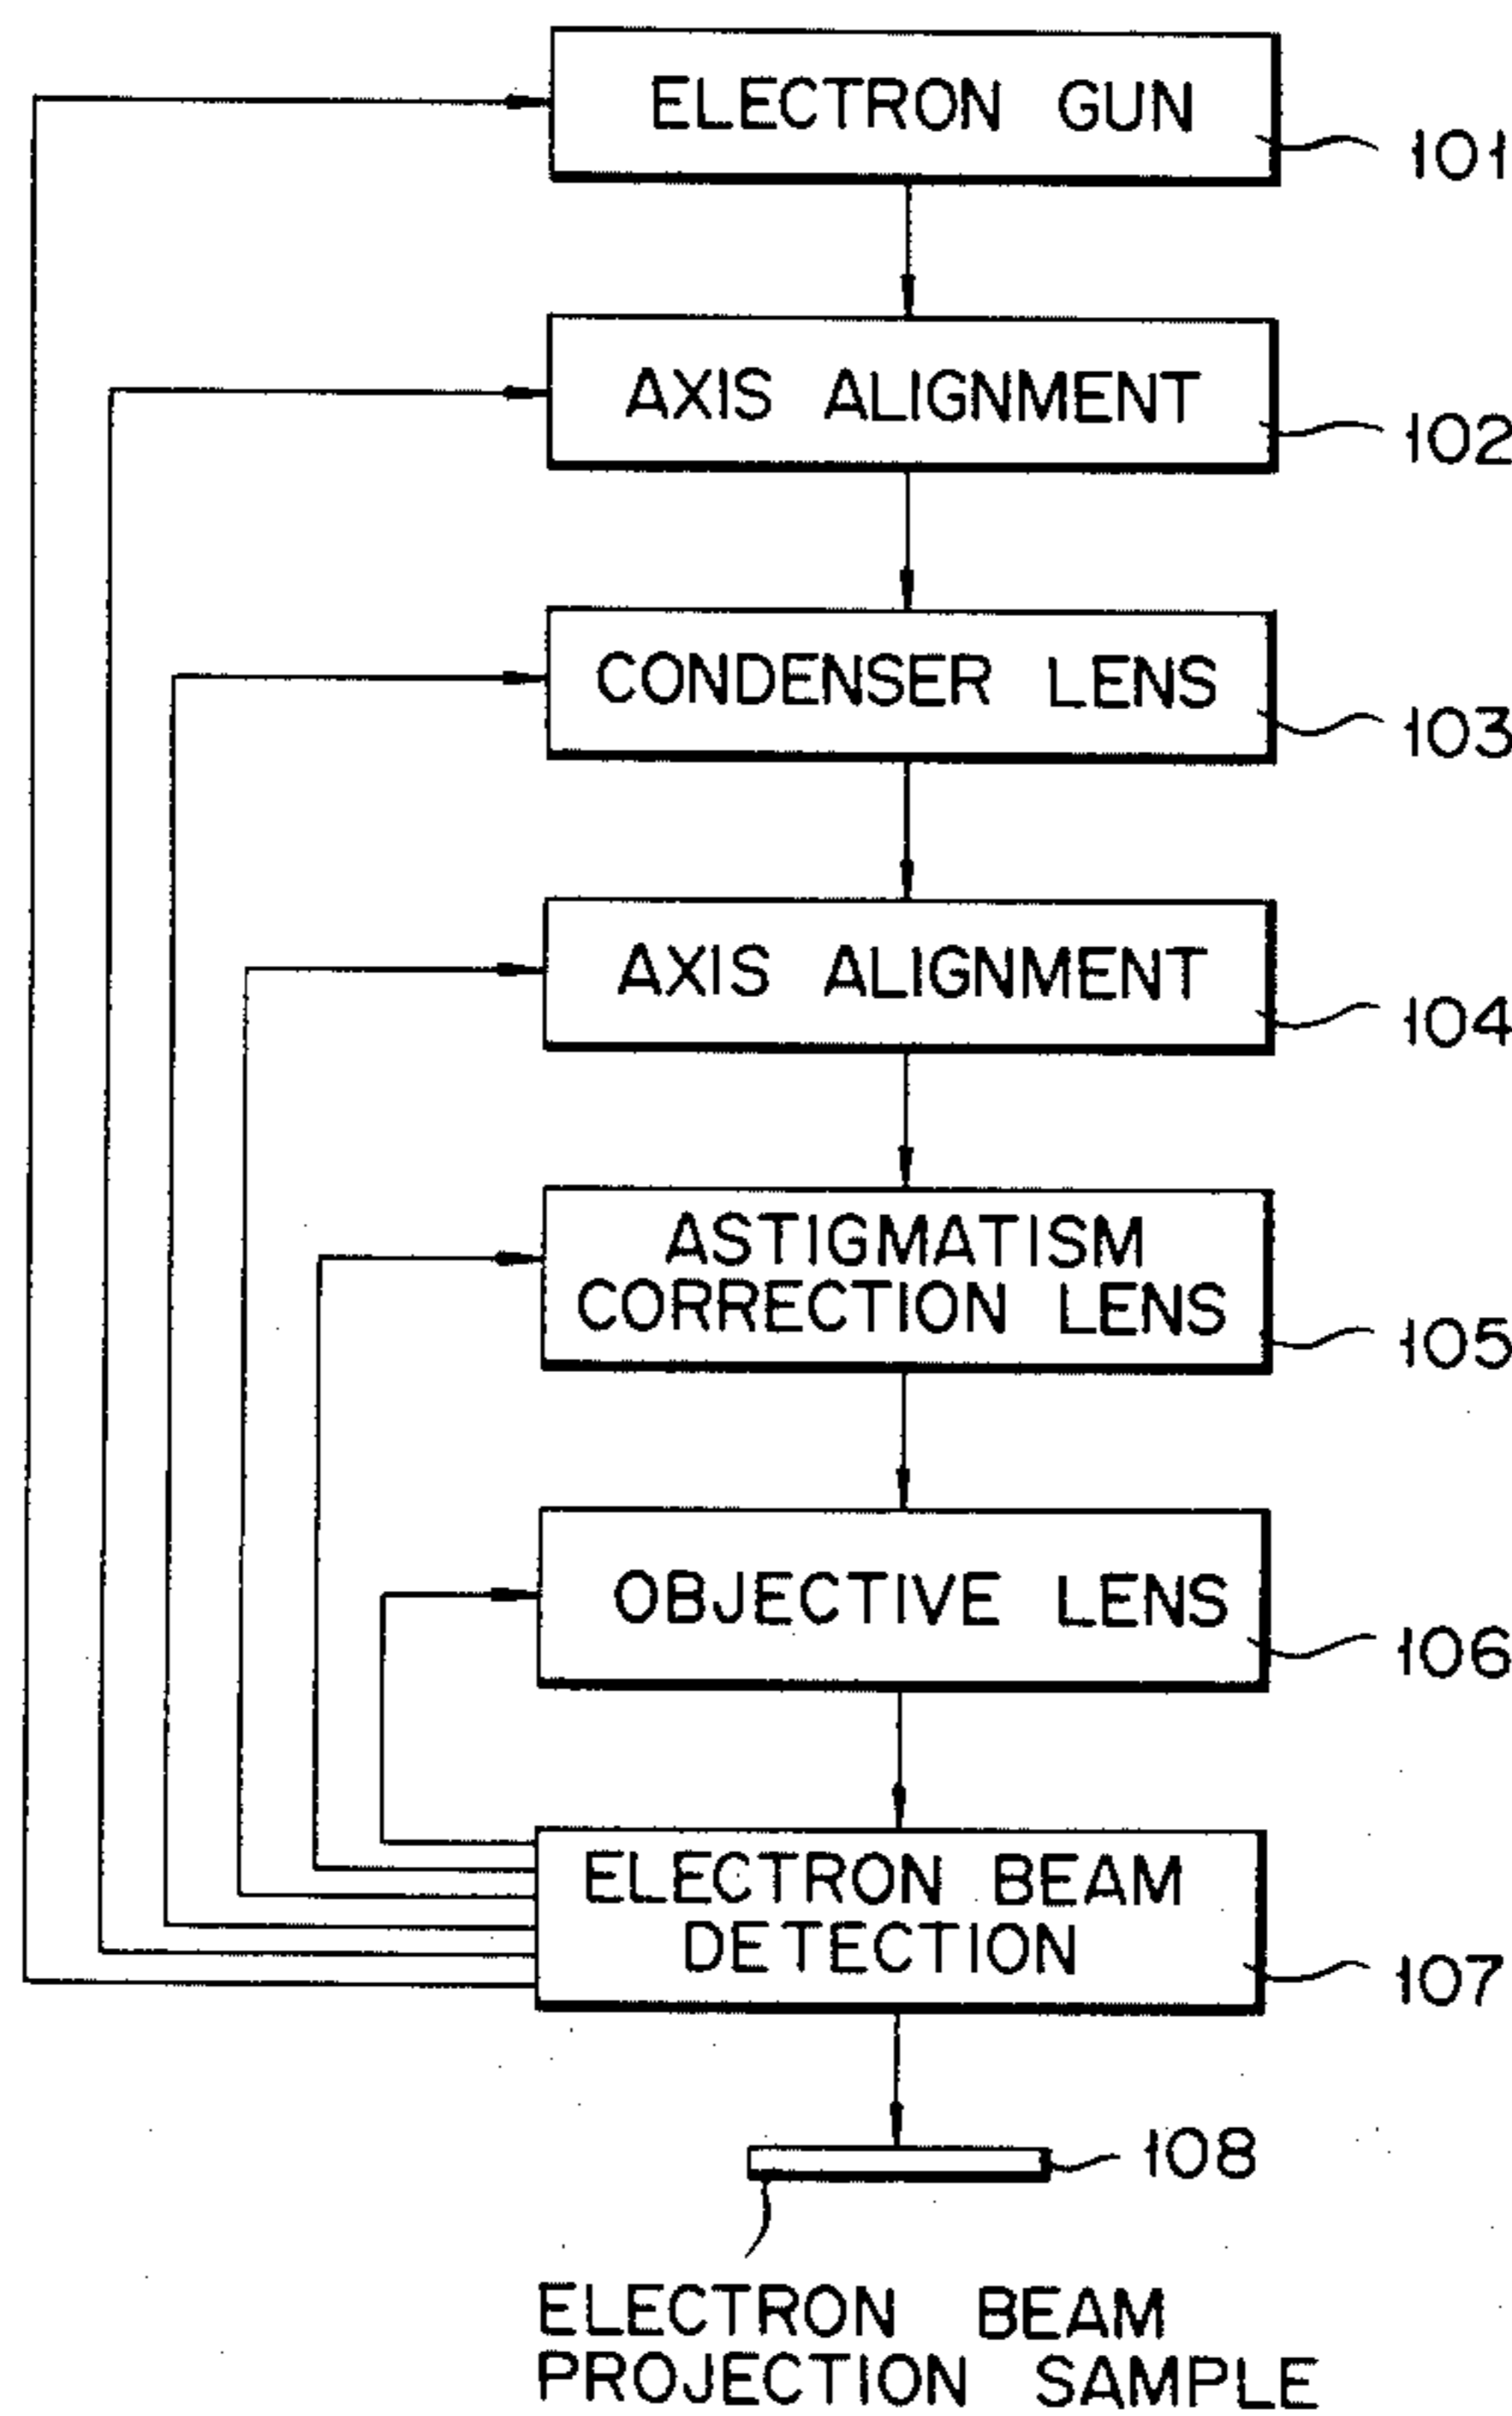 ELECTRON GUN
101
AXIS ALIGNMENT
102
CONDENSER LENS
103
AXIS ALIGNMENT
104
ASTIGMATISM
CORRECTION LENS
105
OBJECTIVE LENS
106
ELECTRON BEAM
DETECTION
107
108
ELECTRON BEAM
PROJECTION SAMPLE